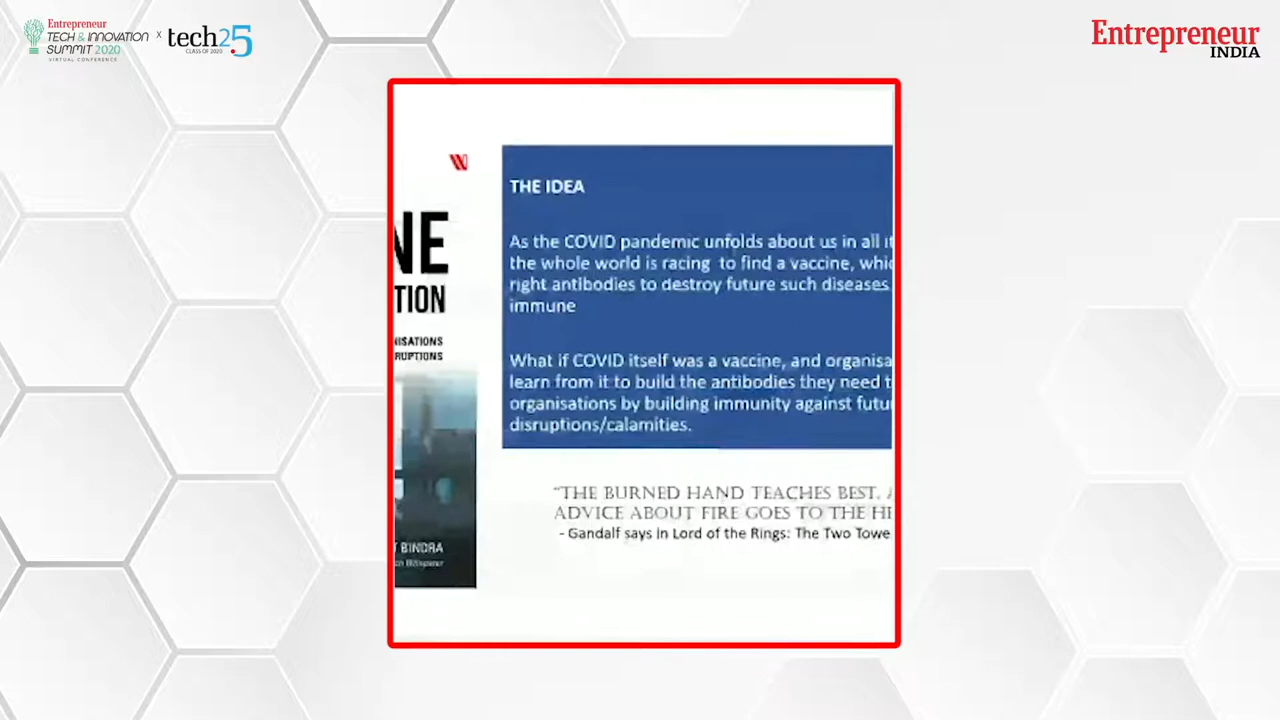 Entrepreneur
TECH & INNOVATION
SUMMIT 2020
VIRTUAL CONFERENCE
x
tech25
CLASS OF 2020
Entrepreneur
INDIA
NE
TION
NISATIONS
RUPTIONS
T BINDRA
THE IDEA
As the COVID pandemic unfolds about us in all it
the whole world is racing to find a vaccine, whic
right antibodies to destroy future such diseases
immune
What if COVID itself was a vaccine, and organisa
learn from it to build the antibodies they need t
organisations by building immunity against futu
disruptions/calamities.
“THE BURNED HAND TEACHES BEST. A
ADVICE ABOUT FIRE GOES TO THE HE
- Gandalf says in Lord of the Rings: The Two Towe